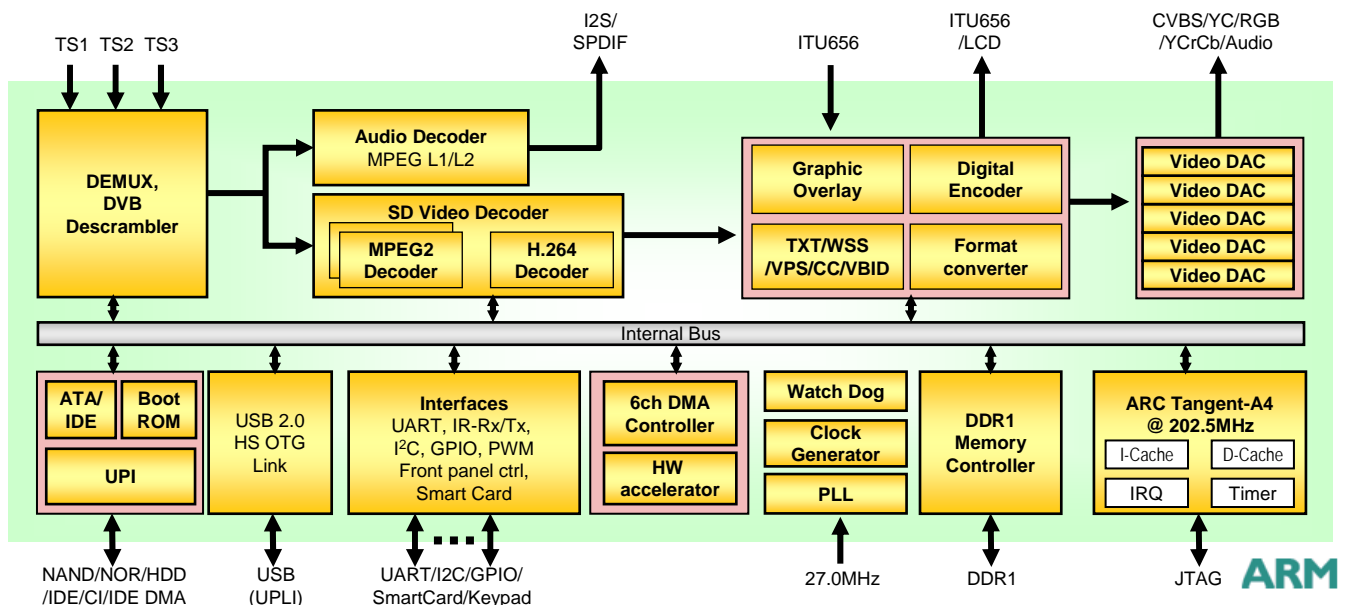 TS1 TS2 TS3
I2S/
SPDIF
ITU656
ITU656
/LCD
CVBS/YC/RGB
/YCrCb/Audio
DEMUX,
DVB
Descrambler
Audio Decoder
MPEG L1/L2
SD Video Decoder
MPEG2
Decoder
H.264
Decoder
Graphic
Overlay
Digital
Encoder
TXT/WSS
/VPS/CC/VBID
Format
converter
Video DAC
Video DAC
Video DAC
Video DAC
Video DAC
Internal Bus
ATA/
IDE
Boot
ROM
UPI
USB 2.0
HS OTG
Link
Interfaces
UART, IR-Rx/Tx,
I²C, GPIO, PWM
Front panel ctrl,
Smart Card
6ch DMA
Controller
HW
accelerator
Watch Dog
Clock
Generator
PLL
DDR1
Memory
Controller
ARC Tangent-A4
@ 202.5MHz
I-Cache
D-Cache
IRQ
Timer
NAND/NOR/HDD
/IDE/CI/IDE DMA
USB
(UPLI)
UART/I2C/GPIO/
SmartCard/Keypad
27.0MHz
DDR1
JTAG
ARM